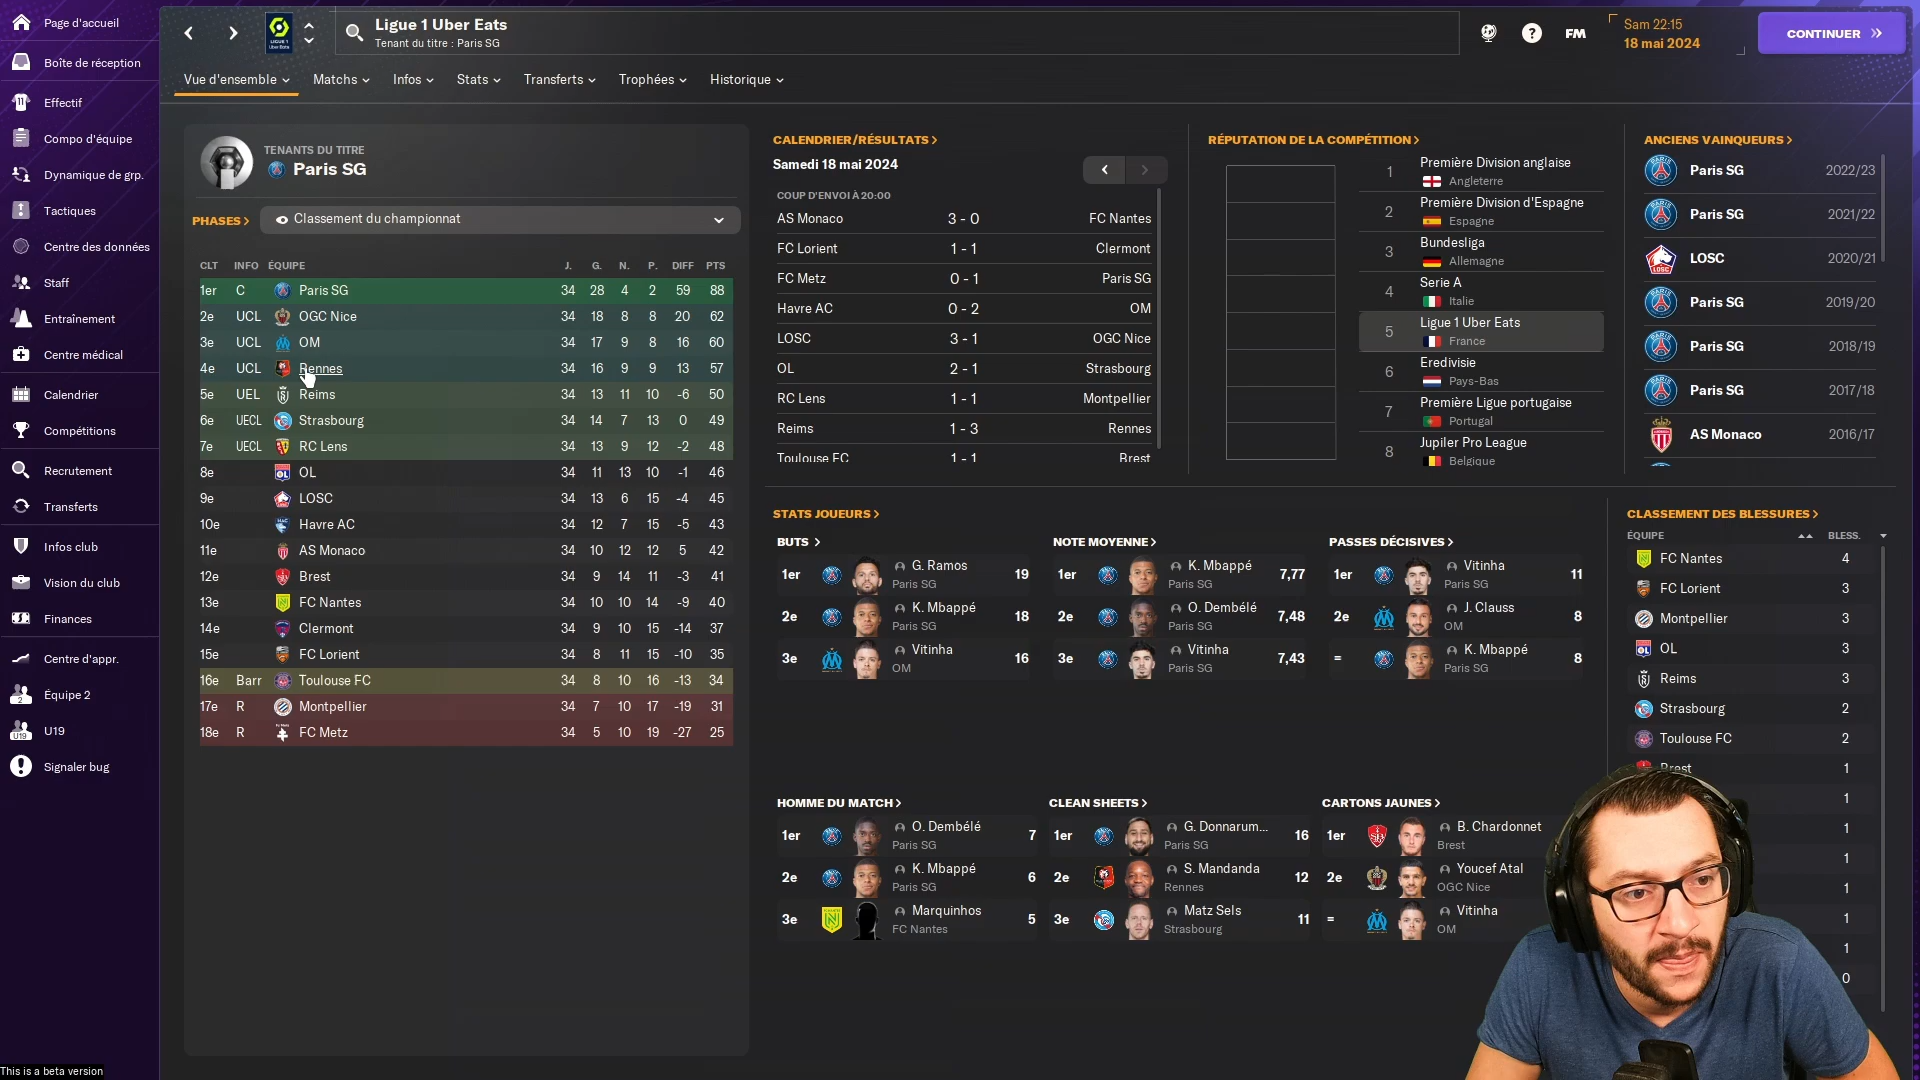 Page d'accueil
Boîte de réception
Effectif
Compo d'équipe
Dynamique de grp.
Tactiques
Centre des données
Staff
Entraînement
Centre médical
Calendrier
Compétitions
Recrutement
Transferts
Infos club
Vision du club
Finances
Centre d'appr.
Équipe 2
U19
Signaler bug
This is a beta version
Ligue 1 Uber Eats
Tenant du titre : Paris SG
FM
Sam 22:15
18 mai 2024
CONTINUER
Vue d'ensemble Matchs Infos Stats Transferts Trophées Historique
TENANTS DU TITRE
Paris SG
PHASES Classement du championnat
CLT INFO ÉQUIPE J. G. N. P. DIFF PTS
1er C Paris SG 34 28 4 2 59 88
2e UCL OGC Nice 34 18 8 8 20 62
3e UCL OM 34 17 9 8 16 60
4e UCL Rennes 34 16 9 9 13 57
5e UEL Reims 34 13 11 10 -6 50
6e UECL Strasbourg 34 14 7 13 0 49
7e UECL RC Lens 34 13 9 12 -2 48
8e OL 34 11 13 10 -1 46
9e LOSC 34 13 6 15 -4 45
10e Havre AC 34 12 7 15 -5 43
11e AS Monaco 34 10 12 12 5 42
12e Brest 34 9 14 11 -3 41
13e FC Nantes 34 10 10 14 -9 40
14e Clermont 34 9 10 15 -14 37
15e FC Lorient 34 8 11 15 -10 35
16e Barr Toulouse FC 34 8 10 16 -13 34
17e R Montpellier 34 7 10 17 -19 31
18e R FC Metz 34 5 10 19 -27 25
CALENDRIER/RÉSULTATS
Samedi 18 mai 2024
COUP D'ENVOI À 20:00
AS Monaco 3 - 0 FC Nantes
FC Lorient 1 - 1 Clermont
FC Metz 0 - 1 Paris SG
Havre AC 0 - 2 OM
LOSC 3 - 1 OGC Nice
OL 2 - 1 Strasbourg
RC Lens 1 - 1 Montpellier
Reims 1 - 3 Rennes
Toulouse FC 1 - 1 Brest
RÉPUTATION DE LA COMPÉTITION
1 Première Division anglaise
Angleterre
2 Première Division d'Espagne
Espagne
3 Bundesliga
Allemagne
4 Serie A
Italie
5 Ligue 1 Uber Eats
France
6 Eredivisie
Pays-Bas
7 Première Ligue portugaise
Portugal
8 Jupiler Pro League
Belgique
ANCIENS VAINQUEURS
Paris SG 2022/23
Paris SG 2021/22
LOSC 2020/21
Paris SG 2019/20
Paris SG 2018/19
Paris SG 2017/18
AS Monaco 2016/17
STATS JOUEURS
BUTS
1er G. Ramos 19
Paris SG
2e K. Mbappé 18
Paris SG
3e Vitinha 16
OM
NOTE MOYENNE
1er K. Mbappé 7,77
Paris SG
2e O. Dembélé 7,48
Paris SG
3e Vitinha 7,43
Paris SG
PASSES DÉCISIVES
1er Vitinha 11
Paris SG
2e J. Clauss 8
OM
= K. Mbappé 8
Paris SG
HOMME DU MATCH
1er O. Dembélé 7
Paris SG
2e K. Mbappé 6
Paris SG
3e Marquinhos 5
FC Nantes
CLEAN SHEETS
1er G. Donnarum... 16
Paris SG
2e S. Mandanda 12
Rennes
3e Matz Sels 11
Strasbourg
CARTONS JAUNES
1er B. Chardonnet
Brest
2e Youcef Atal
OGC Nice
= Vitinha
OM
CLASSEMENT DES BLESSURES
ÉQUIPE BLESS.
FC Nantes 4
FC Lorient 3
Montpellier 3
OL 3
Reims 3
Strasbourg 2
Toulouse FC 2
Brest 1
1
1
1
1
1
1
0